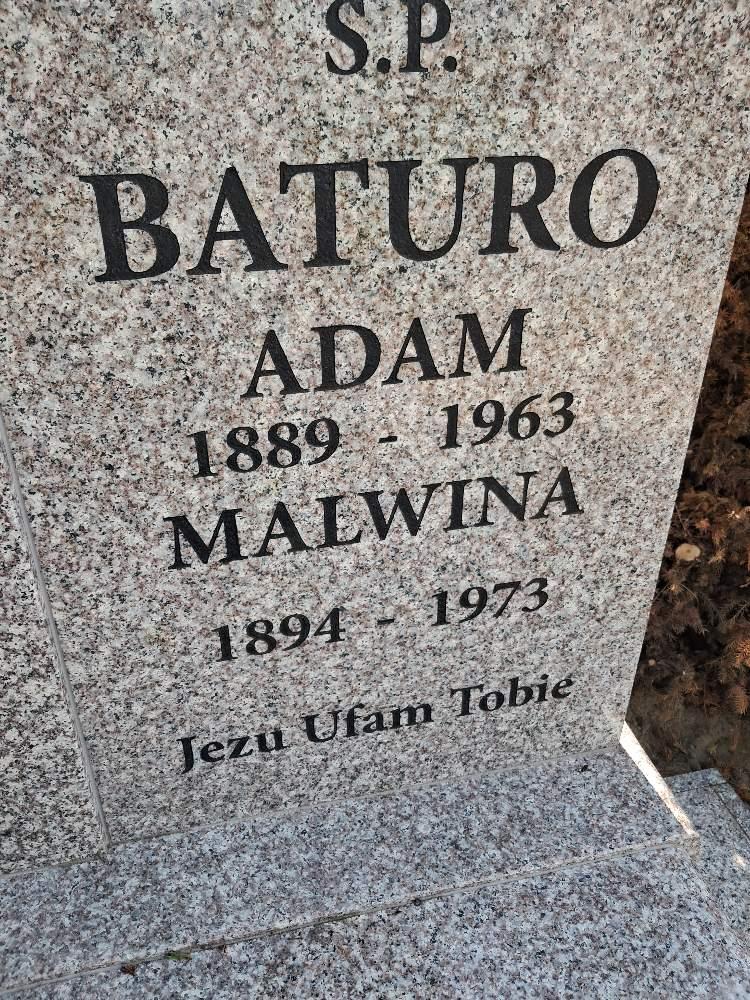 S.P.
BATURO
ADAM
1889 - 1963
MALWINA
1894 - 1973
Jezu Ufam Tobie